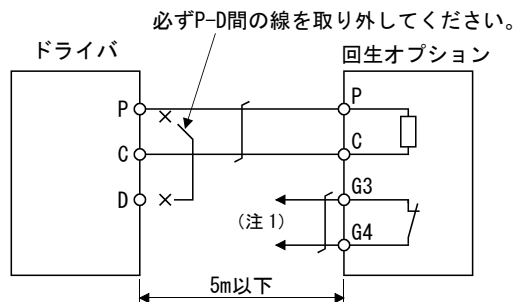 必ずP-D間の線を取り外してください。
ドライバ
回生オプション
P
P
C
C
D
G3
(注1)
G4
5m以下